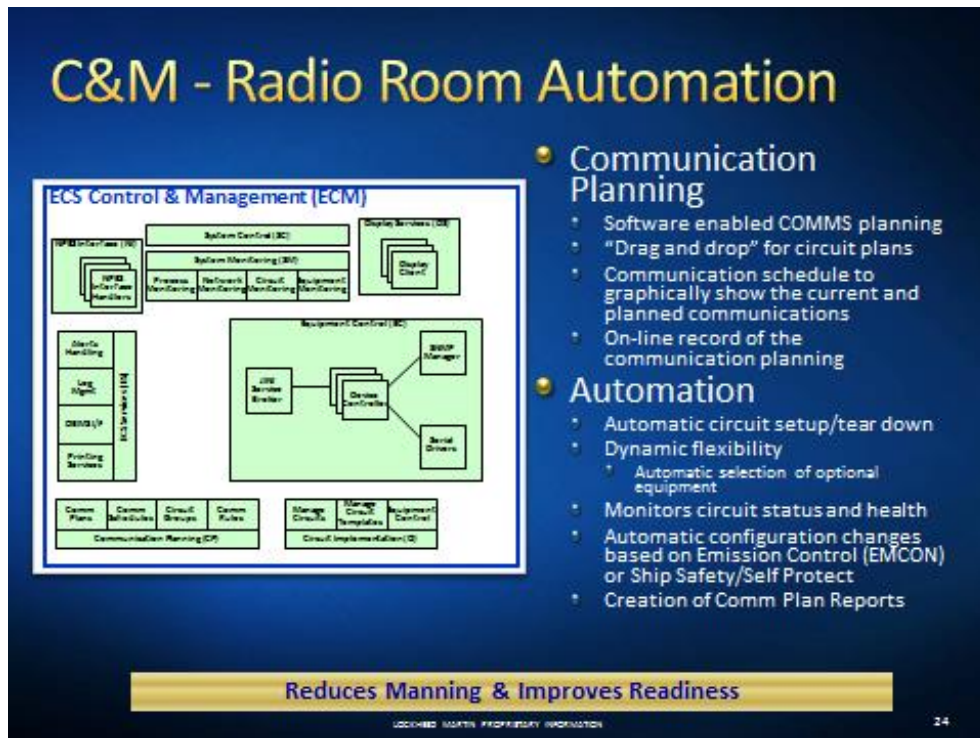 C&M - Radio Room Automation
ECS Control & Management (ECM)
System Control (SC)
Display Services (DS)
System Monitoring (SM)
Display
Client
Interface
Handlers
Process
Monitoring
Network
Monitoring
Circuit
Monitoring
Equipment
Monitoring
Equipment Control (EC)
Alerts
Handling
Log
Mgmt
Printing
Services
ECS Services (ES)
Service
Device
Controller
SNMP
Manager
Serial
Drivers
Comm
Plans
Comm
Schedules
Circuit
Groups
Comm
Rules
Communication Planning (CP)
Manage
Circuits
Manage
Circuit
Templates
Equipment
Control
Circuit Implementation (CI)
Communication
Planning
Software enabled COMMS planning
“Drag and drop” for circuit plans
Communication schedule to
graphically show the current and
planned communications
On-line record of the
communication planning
Automation
Automatic circuit setup/tear down
Dynamic flexibility
Automatic selection of optional
equipment
Monitors circuit status and health
Automatic configuration changes
based on Emission Control (EMCON)
or Ship Safety/Self Protect
Creation of Comm Plan Reports
Reduces Manning & Improves Readiness
LOCKHEED MARTIN PROPRIETARY INFORMATION
24